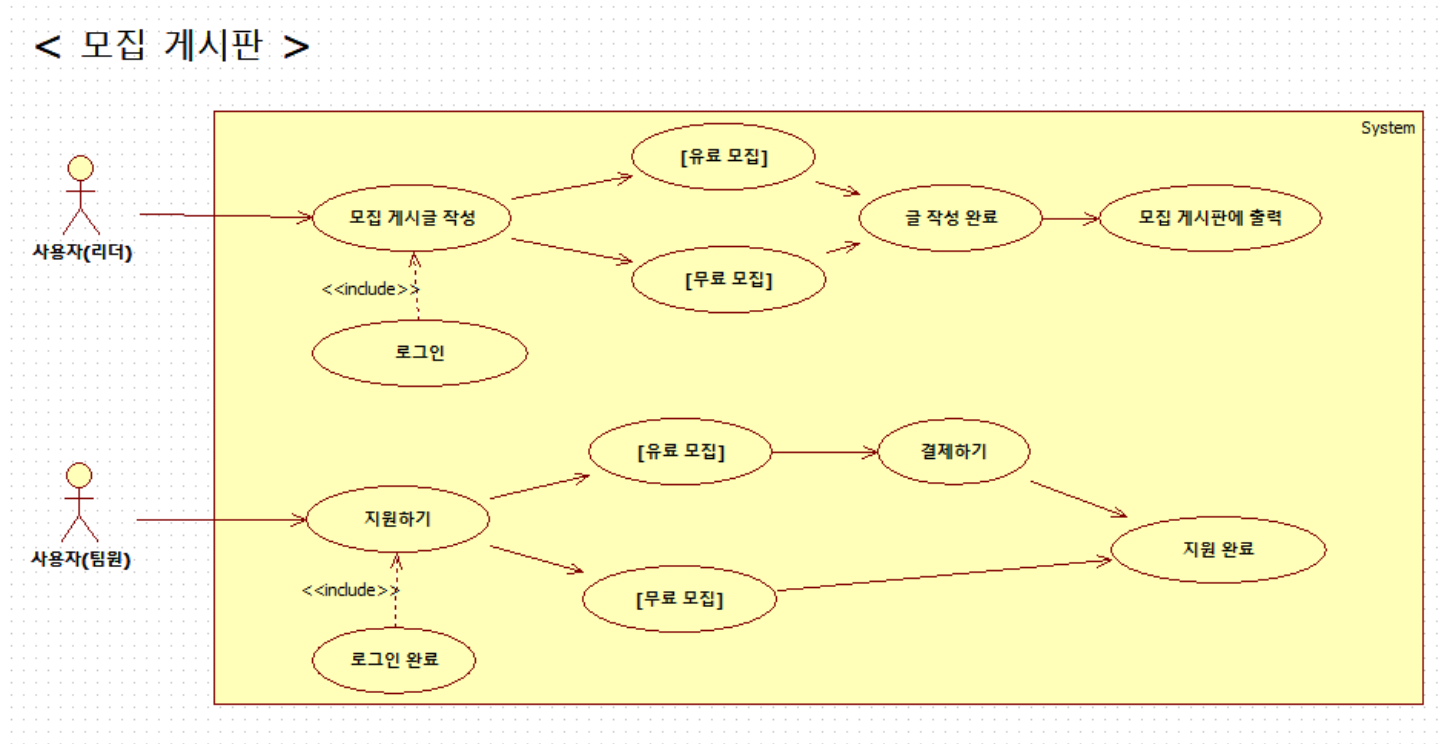 < 모집 게시판 >
System
[유료 모집]
모집 게시글 작성
글 작성 완료
모집 게시판에 출력
사용자(리더)
[무료 모집]
<<include>>
로그인
[유료 모집]
결제하기
지원하기
사용자(팀원)
지원 완료
<<include>>
[무료 모집]
로그인 완료